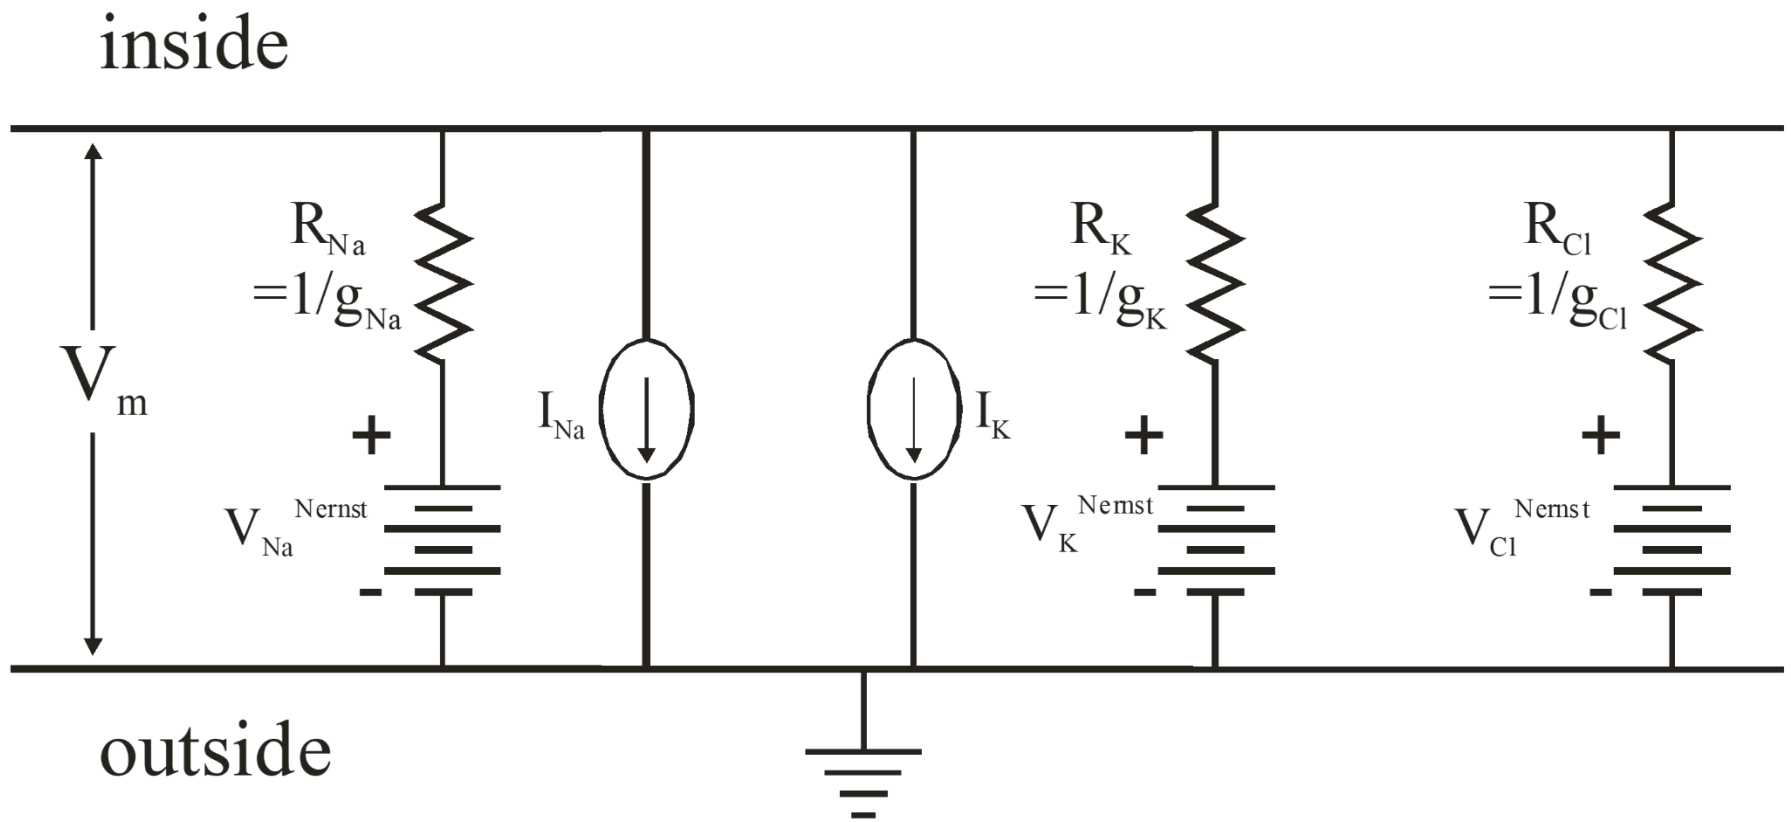 inside
R_Na
=1/g_Na
R_K
=1/g_K
R_Cl
=1/g_Cl
V_m
I_Na
I_K
+
+
+
V_Na^Nernst
V_K^Nernst
V_Cl^Nernst
-
-
-
outside